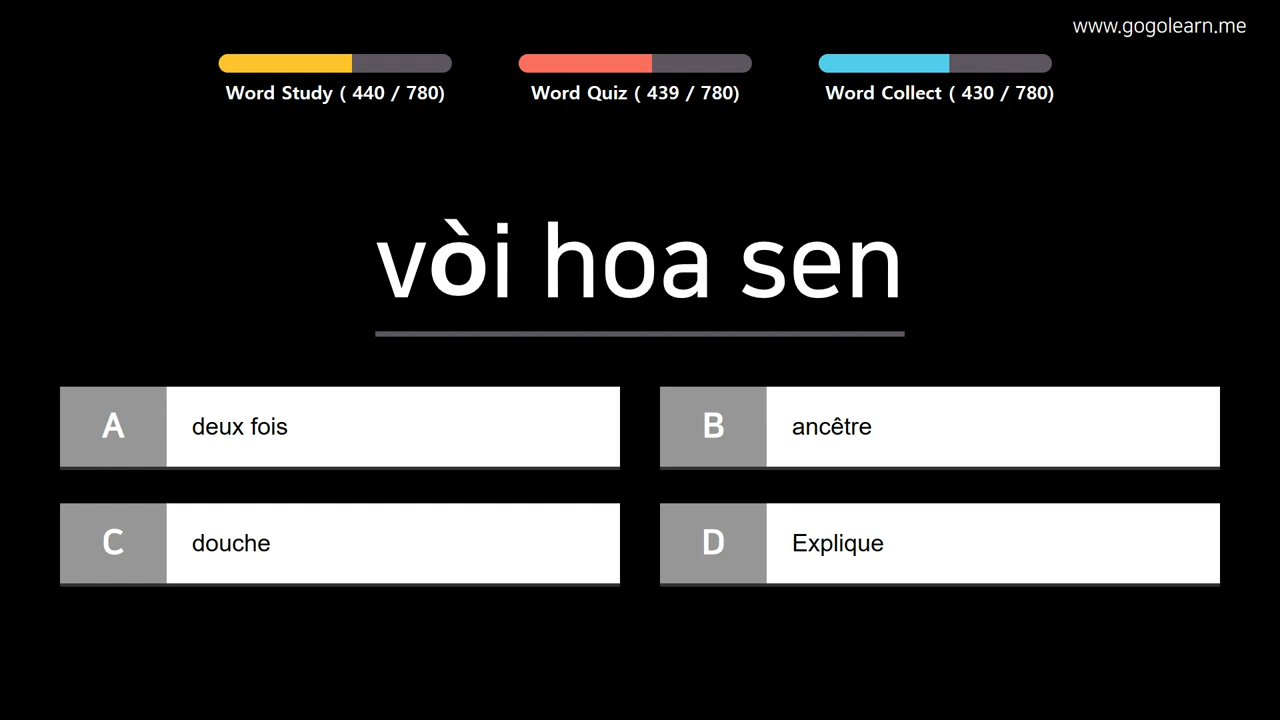 www.gogolearn.me
Word Study ( 440 / 780)
Word Quiz ( 439 / 780)
Word Collect ( 430 / 780)
vòi hoa sen
A deux fois
B ancêtre
C douche
D Explique